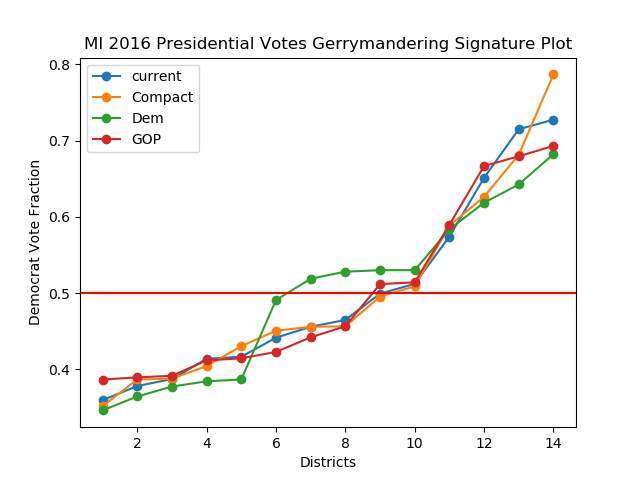 MI 2016 Presidential Votes Gerrymandering Signature Plot
current
Compact
Dem
GOP
0.8
0.7
0.6
0.5
0.4
Democrat Vote Fraction
2 4 6 8 10 12 14
Districts